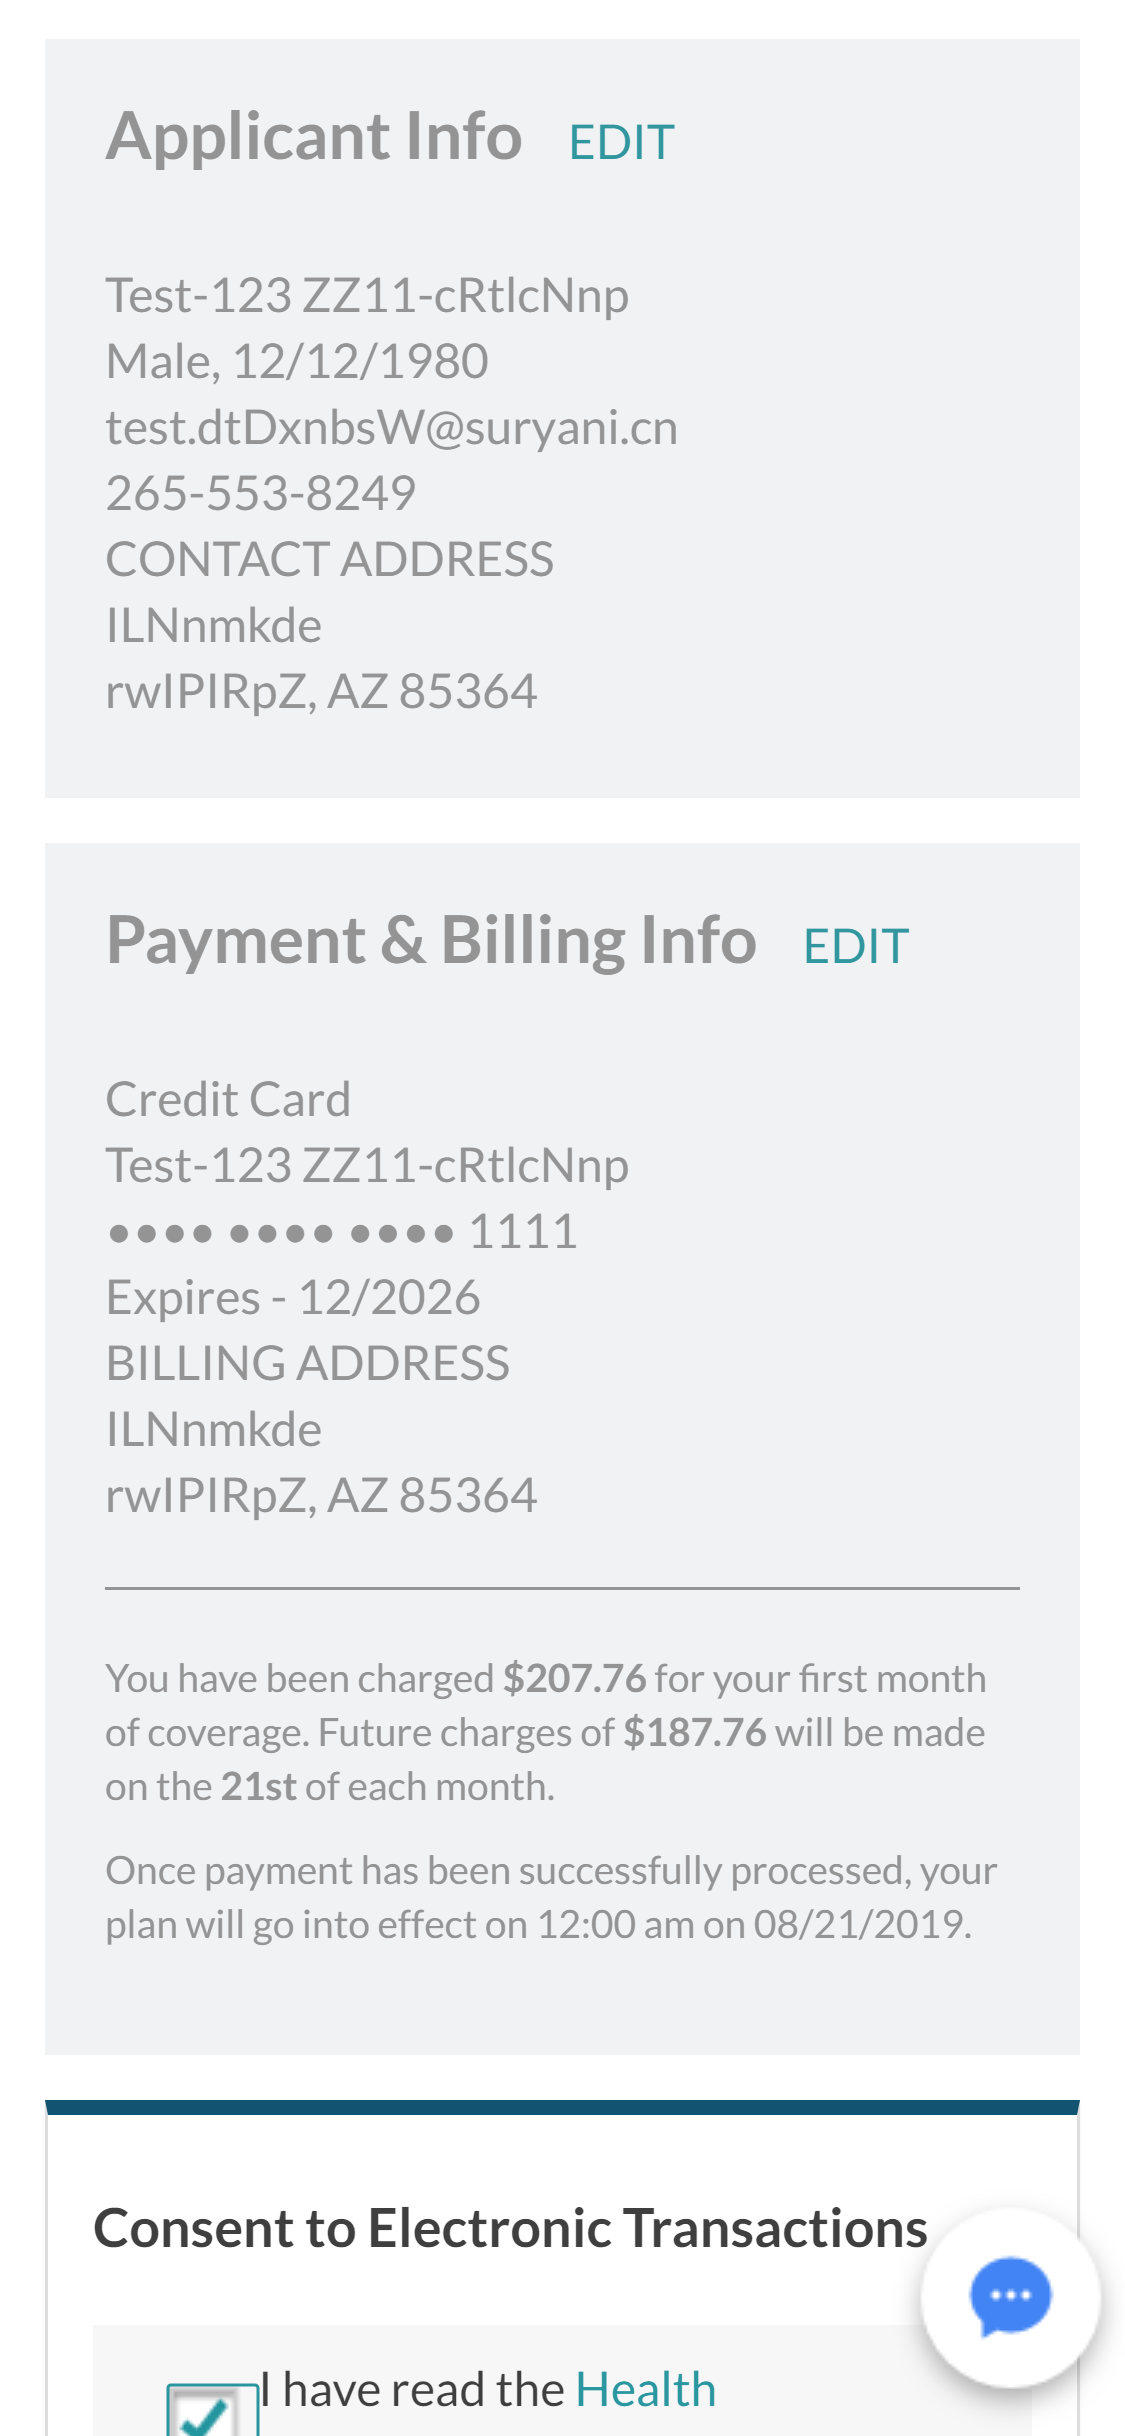 Applicant Info EDIT
Test-123 ZZ11-cRtlcNnp
Male, 12/12/1980
test.dtDxnbsW@suryani.cn
265-553-8249
CONTACT ADDRESS
ILNnmkde
rwIPIRpZ, AZ 85364
Payment & Billing Info EDIT
Credit Card
Test-123 ZZ11-cRtlcNnp
•••• •••• •••• 1111
Expires - 12/2026
BILLING ADDRESS
ILNnmkde
rwIPIRpZ, AZ 85364
You have been charged $207.76 for your first month
of coverage. Future charges of $187.76 will be made
on the 21st of each month.
Once payment has been successfully processed, your
plan will go into effect on 12:00 am on 08/21/2019.
Consent to Electronic Transactions
I have read the Health